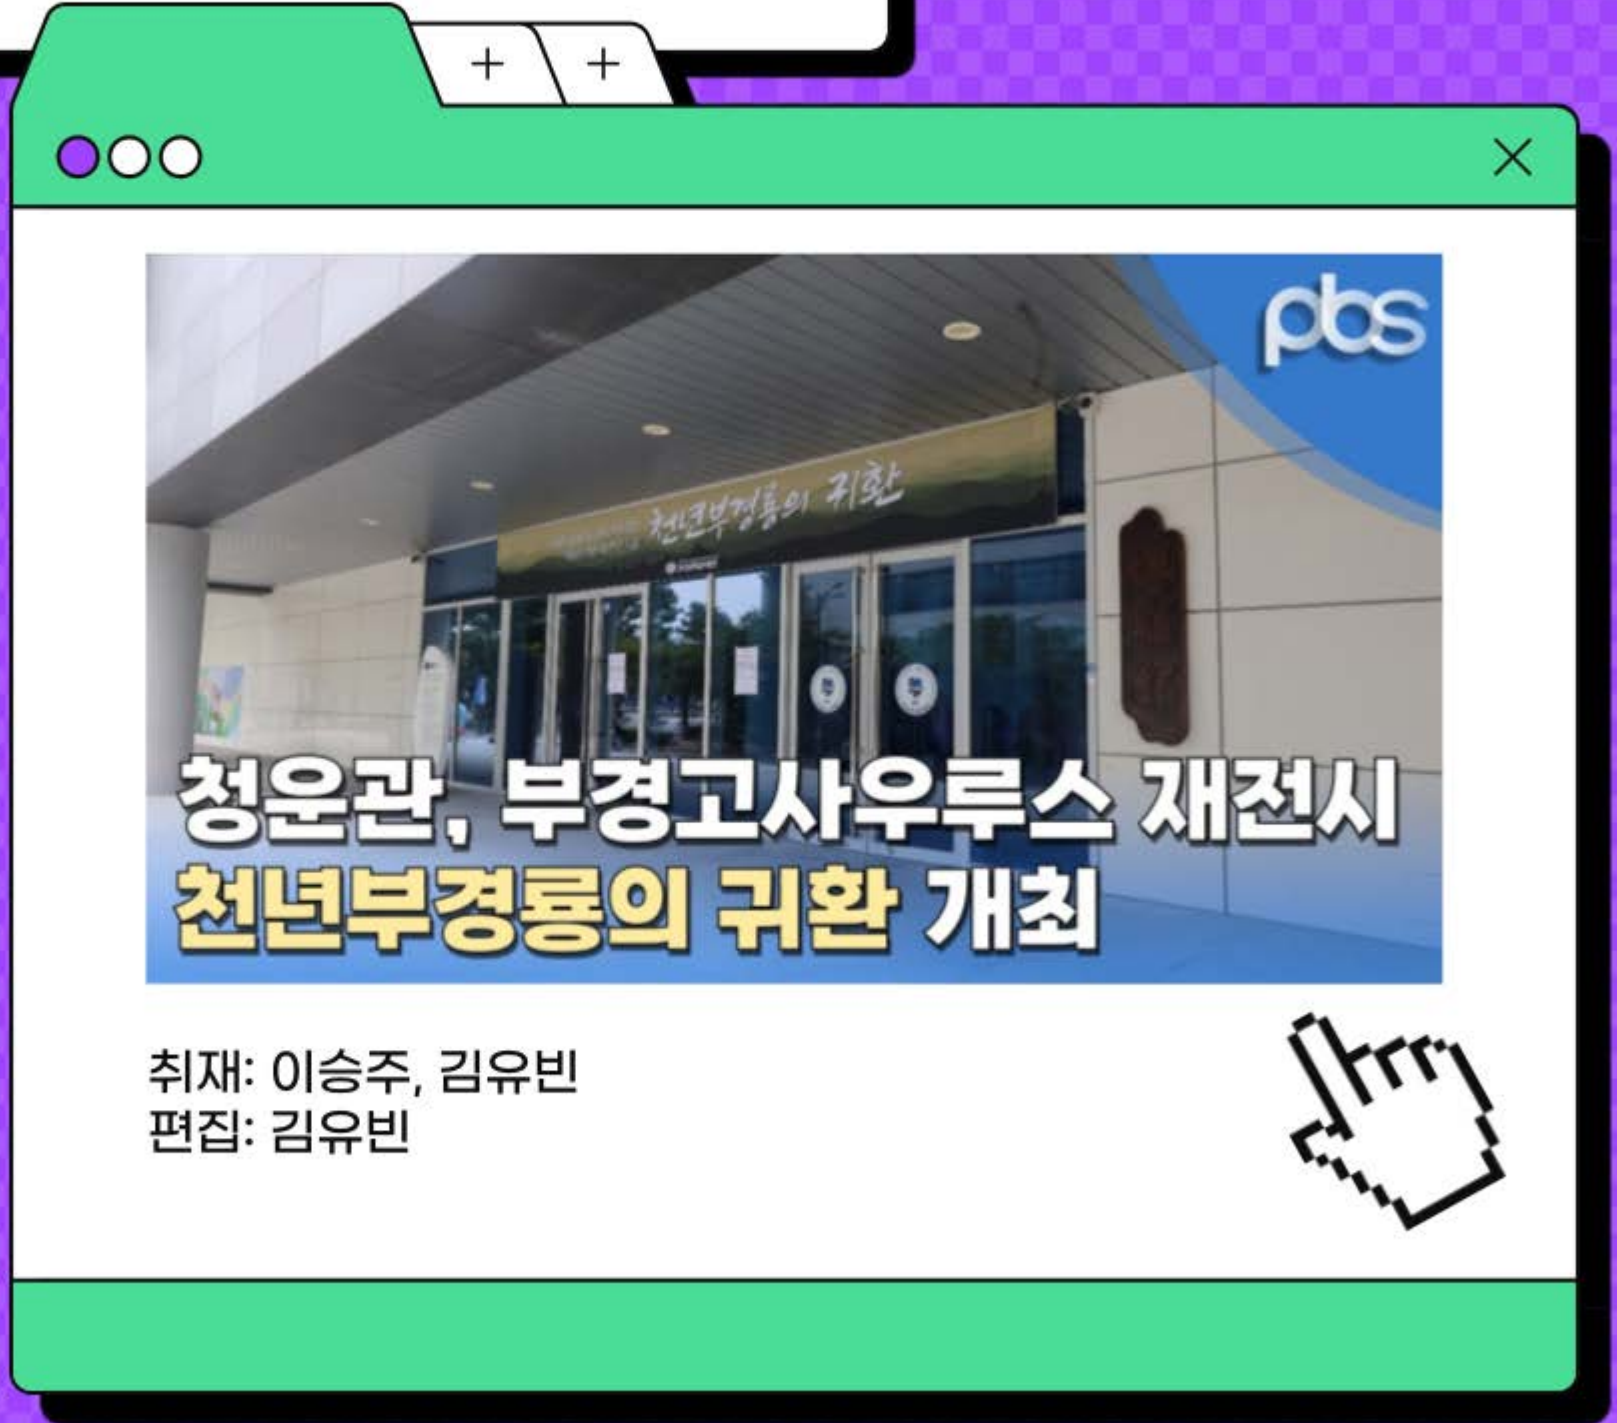 + +
pbs
천년부경룡의 귀환
청운관, 부경고사우루스 재전시
천년부경룡의 귀환 개최
취재: 이승주, 김유빈
편집: 김유빈